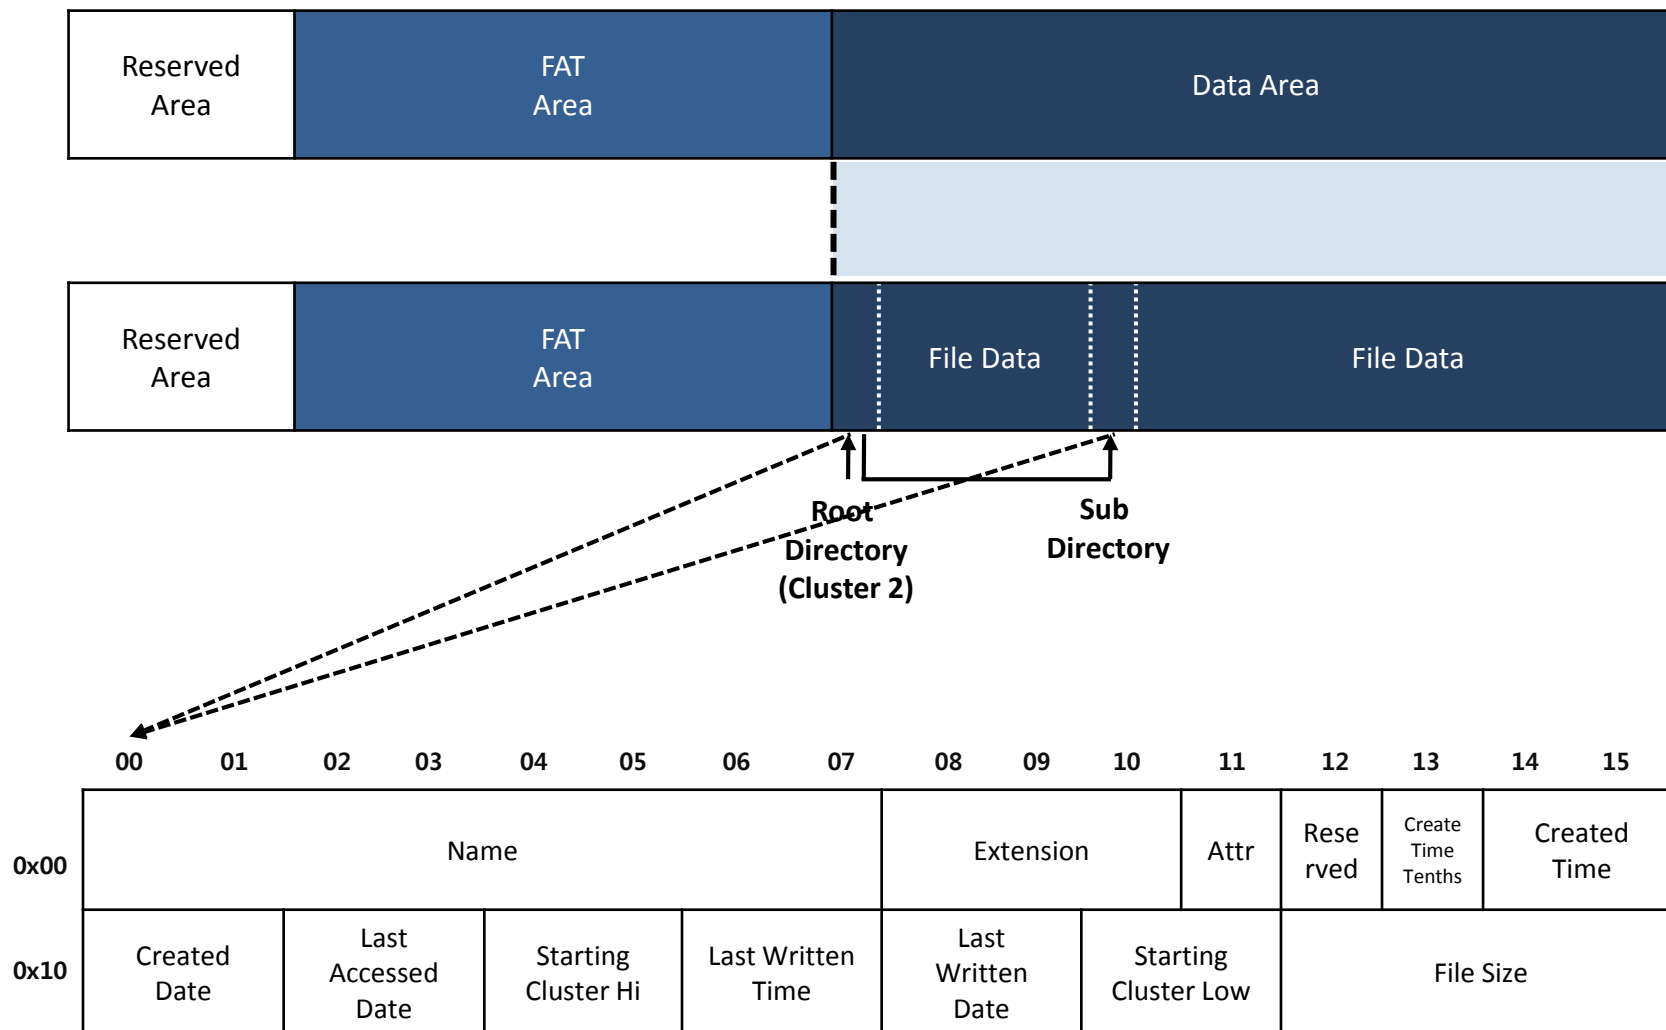 Reserved
Area
FAT
Area
Data Area
Reserved
Area
FAT
Area
File Data
File Data
Root
Directory
(Cluster 2)
Sub
Directory
00 01 02 03 04 05 06 07 08 09 10 11 12 13 14 15
0x00
Name
Extension
Attr
Rese
rved
Create
Time
Tenths
Created
Time
0x10
Created
Date
Last
Accessed
Date
Starting
Cluster Hi
Last Written
Time
Last
Written
Date
Starting
Cluster Low
File Size